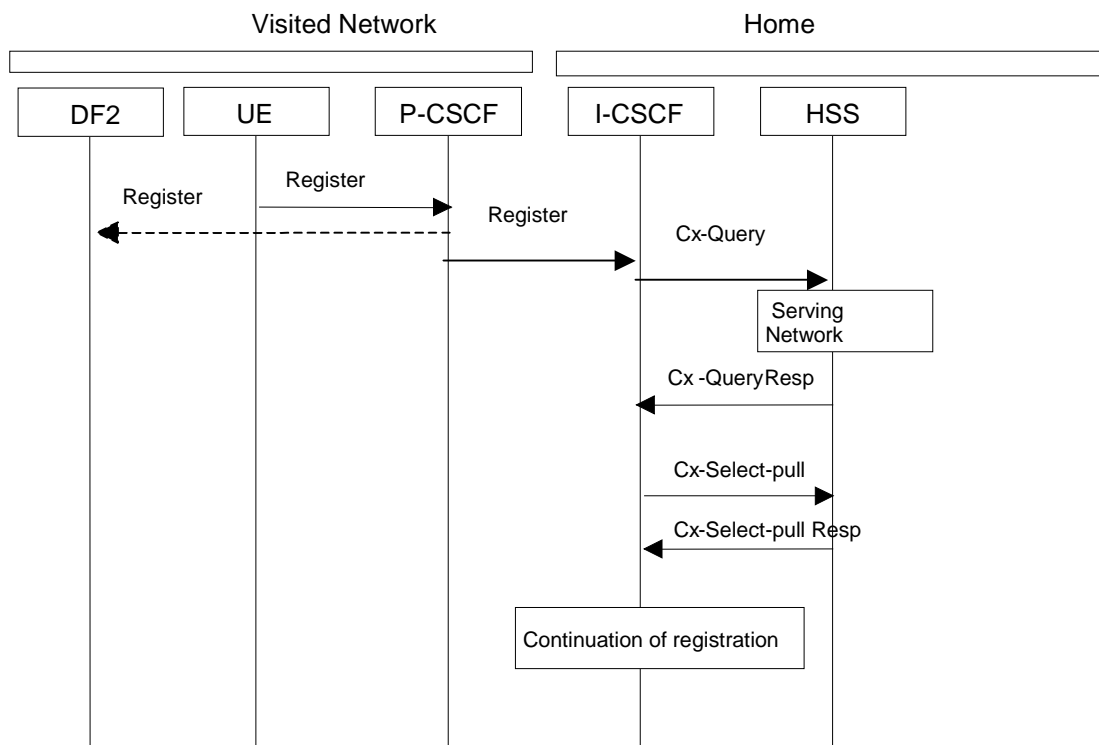 Visited Network
Home
DF2
UE
P-CSCF
I-CSCF
HSS
Register
Register
Register
Cx-Query
Serving
Network
Cx -QueryResp
Cx-Select-pull
Cx-Select-pull Resp
Continuation of registration